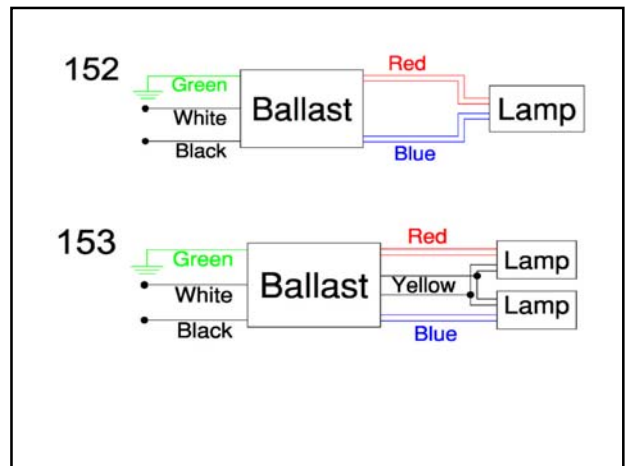 152
Green
White
Black
Ballast
Red
Blue
Lamp
153
Green
White
Black
Ballast
Red
Yellow
Blue
Lamp
Lamp